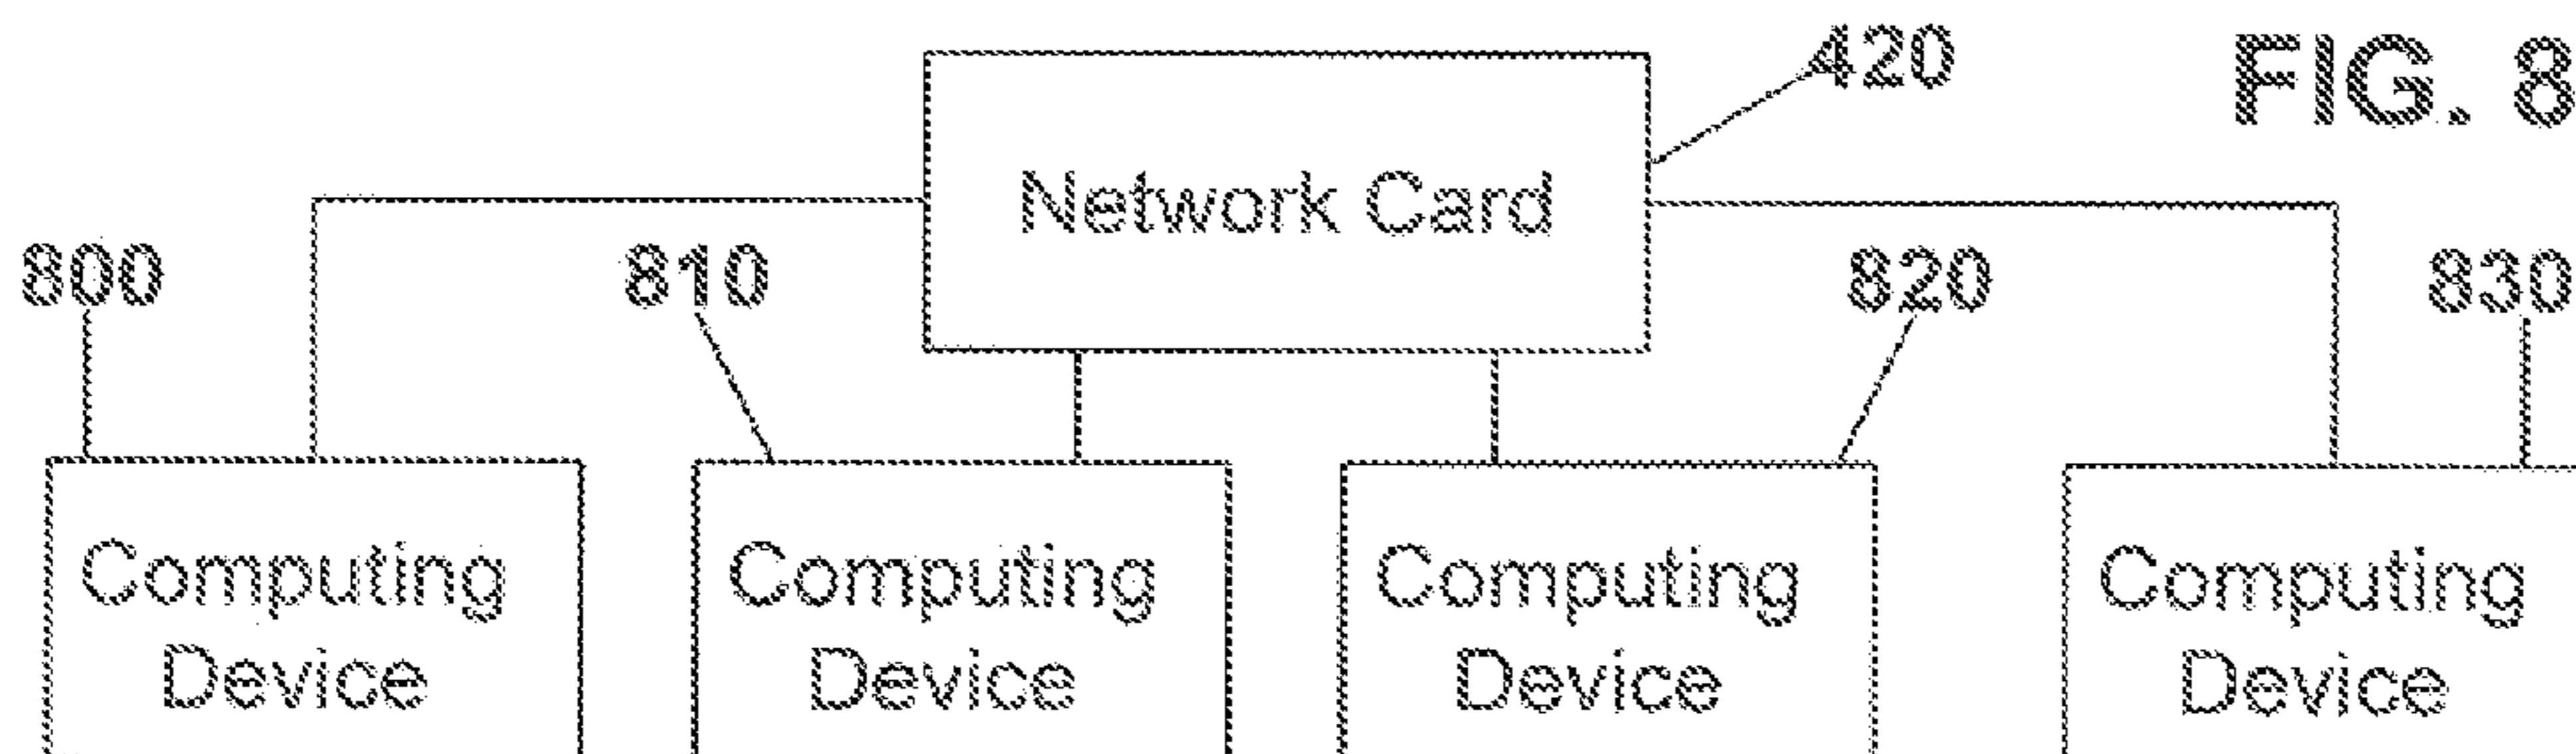 420
FIG. 8
Network Card
800
810
820
830
Computing
Device
Computing
Device
Computing
Device
Computing
Device